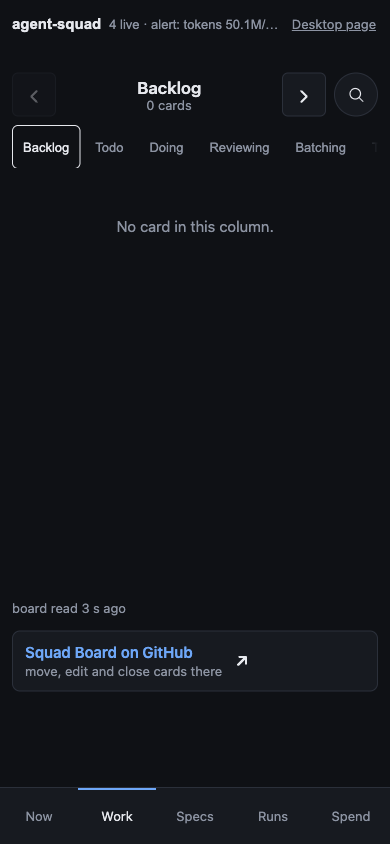 agent-squad 4 live · alert: tokens 50.1M/... Desktop page
Backlog
0 cards
Backlog Todo Doing Reviewing Batching
No card in this column.
board read 3 s ago
Squad Board on GitHub
move, edit and close cards there
Now Work Specs Runs Spend